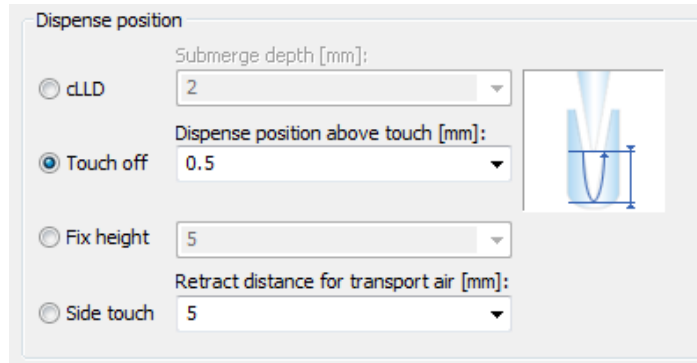 Dispense position
Submerge depth [mm]:
cLLD
2
Dispense position above touch [mm]:
Touch off
0.5
Fix height
5
Retract distance for transport air [mm]:
Side touch
5